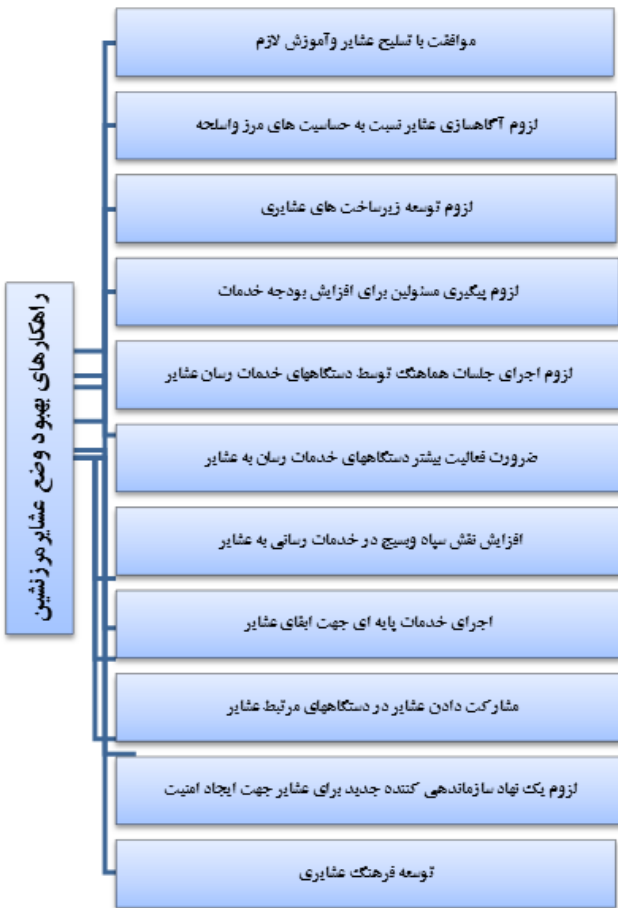 راهکارهای بهبود وضع عشایرمرزنشین
موافقت با تسلیح عشایر وآموزش لازم
لزوم آگاهسازی عشایر نسبت به حساسیت های مرز واسلحه
لزوم توسعه زیرساخت های عشایری
لزوم پیگیری مسئولین برای افزایش بودجه خدمات
لزوم اجرای جلسات هماهنگ توسط دستگاههای خدمات رسان عشایر
ضرورت فعالیت بیشتر دستگاههای خدمات رسان به عشایر
افزایش نقش سپاه وبسیج در خدمات رسانی به عشایر
اجرای خدمات پایه ای جهت ابقای عشایر
مشارکت دادن عشایر در دستگاههای مرتبط عشایر
لزوم یک نهاد سازماندهی کننده جدید برای عشایر جهت ایجاد امنیت
توسعه فرهنگ عشایری